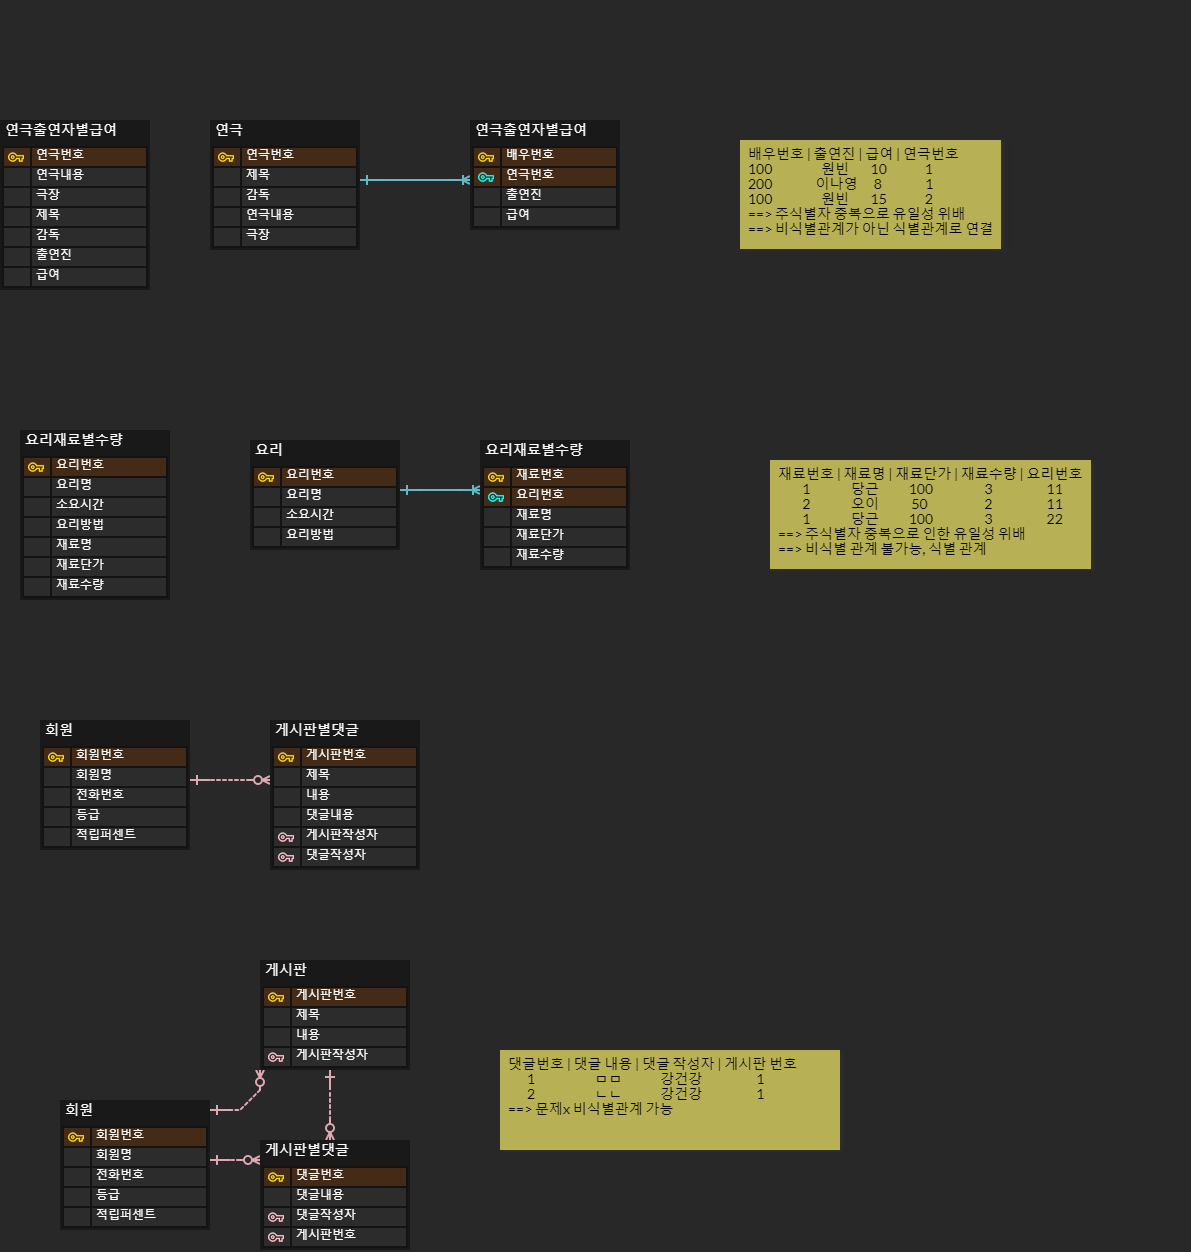 연극출연자별급여
연극번호
연극내용
극장
제목
감독
출연진
급여
연극
연극번호
제목
감독
연극내용
극장
연극출연자별급여
배우번호
연극번호
출연진
급여
배우번호 | 출연진 | 급여 | 연극번호
100 원빈 10 1
200 이나영 8 1
100 원빈 15 2
==> 주식별자 중복으로 유일성 위배
==> 비식별관계가 아닌 식별관계로 연결
요리재료별수량
요리번호
요리명
소요시간
요리방법
재료명
재료단가
재료수량
요리
요리번호
요리명
소요시간
요리방법
요리재료별수량
재료번호
요리번호
재료명
재료단가
재료수량
재료번호 | 재료명 | 재료단가 | 재료수량 | 요리번호
1 당근 100 3 11
2 오이 50 2 11
1 당근 100 3 22
==> 주식별자 중복으로 인한 유일성 위배
==> 비식별 관계 불가능, 식별 관계
회원
회원번호
회원명
전화번호
등급
적립퍼센트
게시판별댓글
게시판번호
제목
내용
댓글내용
게시판작성자
댓글작성자
게시판
게시판번호
제목
내용
게시판작성자
회원
회원번호
회원명
전화번호
등급
적립퍼센트
게시판별댓글
댓글번호
댓글내용
댓글작성자
게시판번호
댓글번호 | 댓글 내용 | 댓글 작성자 | 게시판 번호
1 ㅁㅁ 강건강 1
2 ㄴㄴ 강건강 1
==> 문제x 비식별관계 가능